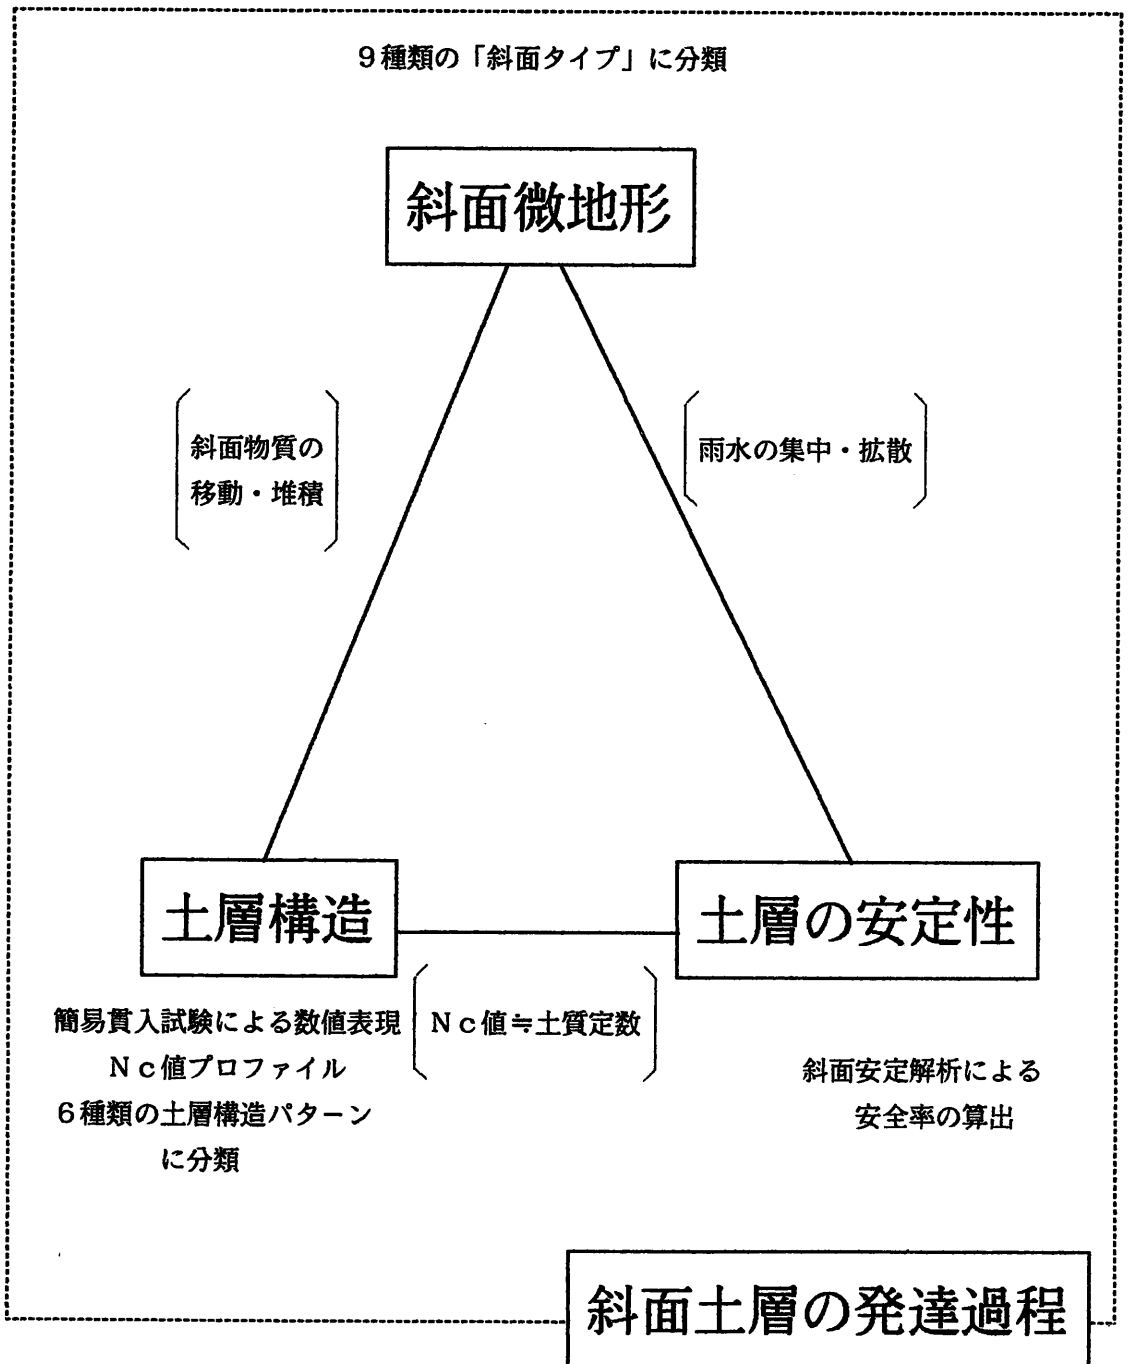 9種類の「斜面タイプ」に分類
斜面微地形
斜面物質の
移動・堆積
雨水の集中・拡散
土層構造
土層の安定性
簡易貫入試験による数値表現
Nc値プロファイル
6種類の土層構造パターン
に分類
Nc値≒土質定数
斜面安定解析による
安全率の算出
斜面土層の発達過程